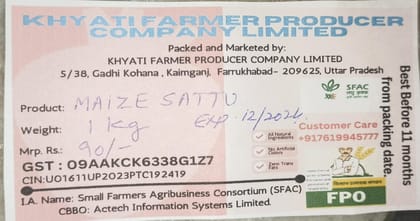 KHYATI FARMER PRODUCER
COMPANY LIMITED
Packed and Marketed by:
KHYATI FARMER PRODUCER COMPANY LIMITED
5/38, Gadhi Kohana, Kaimganj, Farrukhabad- 209625, Uttar Pradesh
Product: MAIZE SATTU
Weight: 1 kg EXP. 12/2024
Mrp. Rs: 90/-
GST : 09AAKCK6338G1Z7
CIN:U01611UP2023PTC192419
I.A. Name: Small Farmers Agribusiness Consortium (SFAC)
CBBO: Actech Information Systems Limited.
SFAC
All Natural
Ingredients
No Artificial
Colors
Zero Trans
Fats
Customer Care
+917619945777
FPO
Best Before 11 months
from packing date.